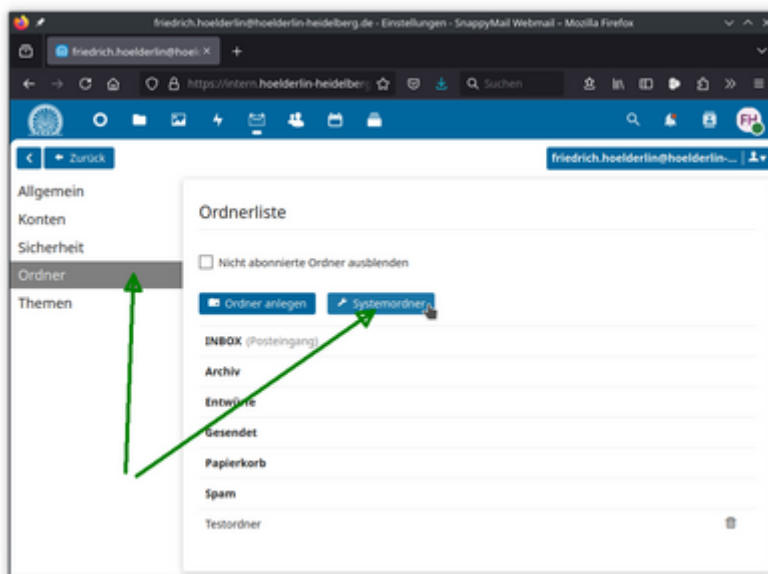 friedrich.hoelderlin@hoelderlin-heidelberg.de - Einstellungen - SnappyMail Webmail – Mozilla Firefox
friedrich.hoelderlin@hoel
https://intern.hoelderlin-heidelber
Suchen
FH
Zurück
friedrich.hoelderlin@hoelderlin-...
Allgemein
Konten
Sicherheit
Ordner
Themen
Ordnerliste
Nicht abonnierte Ordner ausblenden
Ordner anlegen
Systemordner
INBOX (Posteingang)
Archiv
Entwürfe
Gesendet
Papierkorb
Spam
Testordner